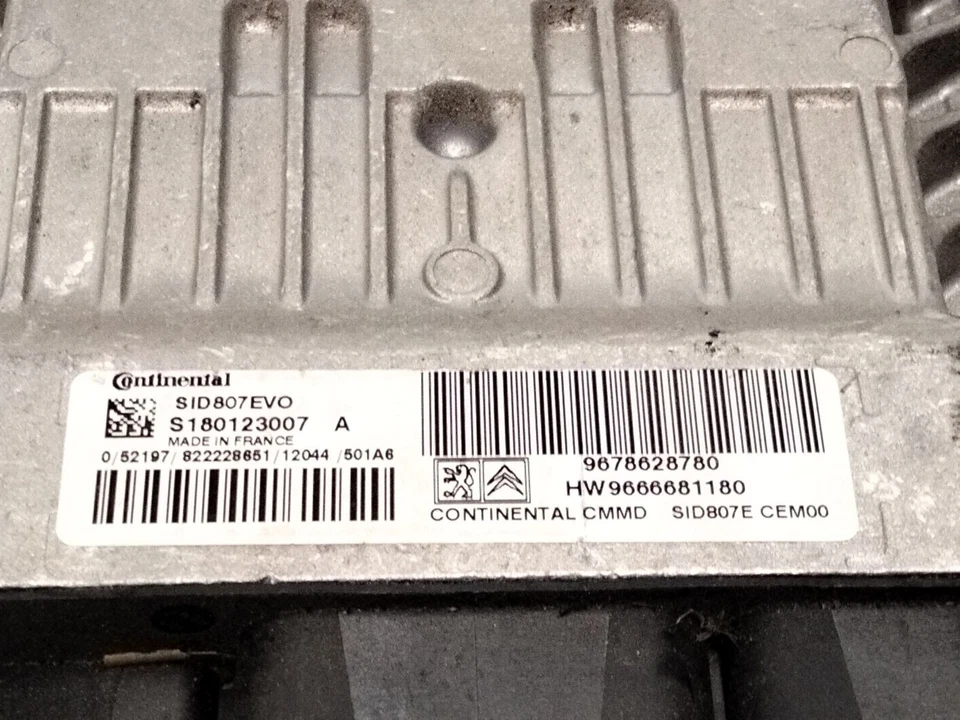 Continental
SID807EVO
S180123007 A
MADE IN FRANCE
0/52197/822228651/12044/501A6
9678628780
HW9666681180
CONTINENTAL CMMD SID807E CEM00